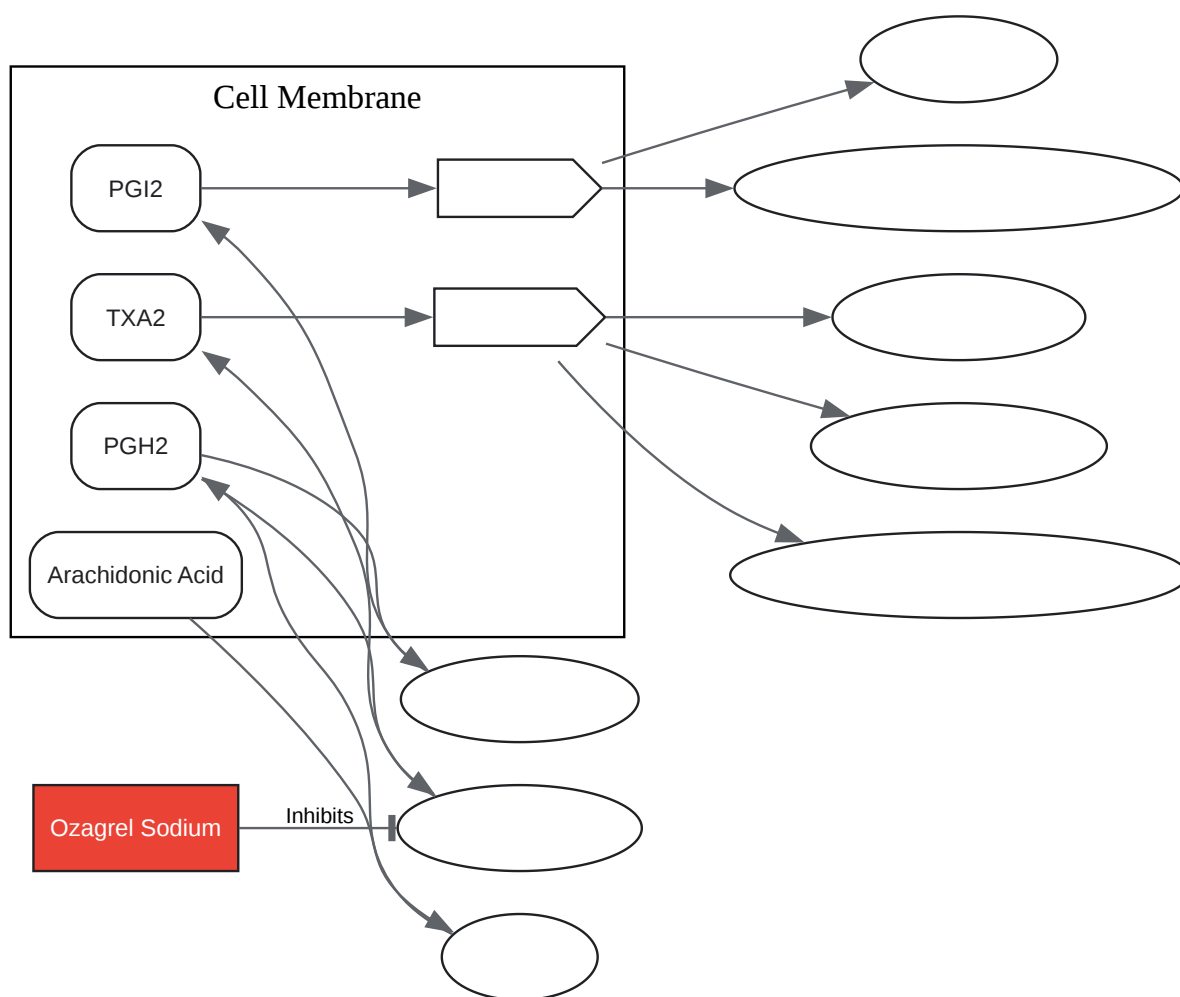 Cell Membrane
PGI2
TXA2
PGH2
Arachidonic Acid
Inhibits
Ozagrel Sodium